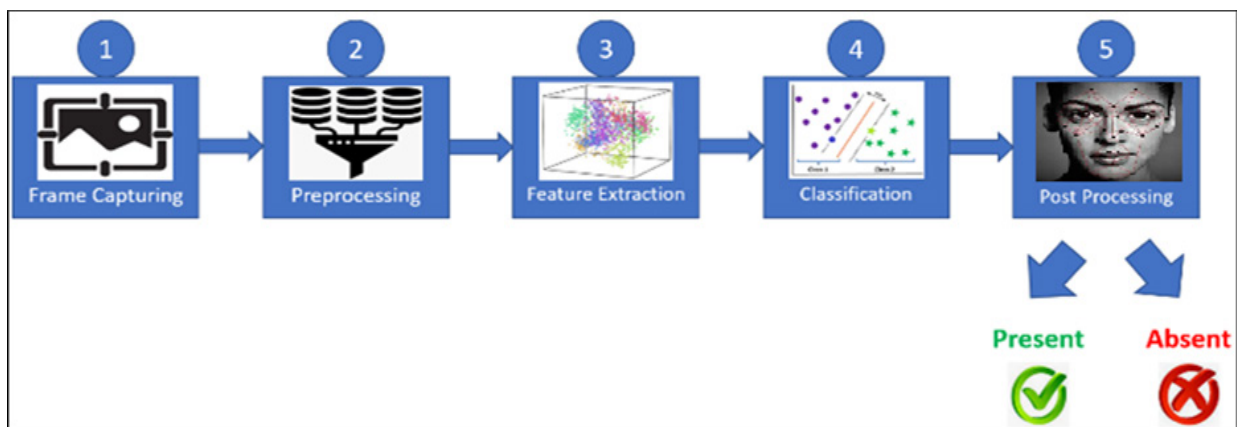 1
2
3
4
5
Frame Capturing
Preprocessing
Feature Extraction
Classification
Post Processing
Present
Absent